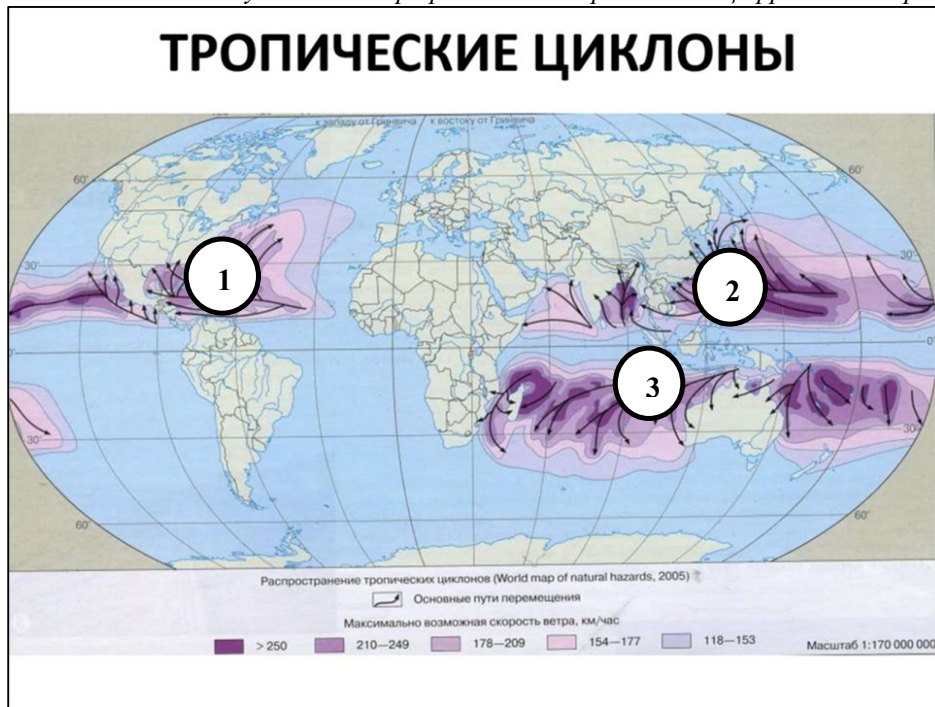 ТРОПИЧЕСКИЕ ЦИКЛОНЫ
к западу от Гринвича к востоку от Гринвича
60°
60°
30°
30°
1
2
0°
3
30°
30°
60°
60°
Распространение тропических циклонов (World map of natural hazards, 2005)
Основные пути перемещения
Максимально возможная скорость ветра, км/час
> 250 210—249 178—209 154—177 118—153 Масштаб 1:170 000 000